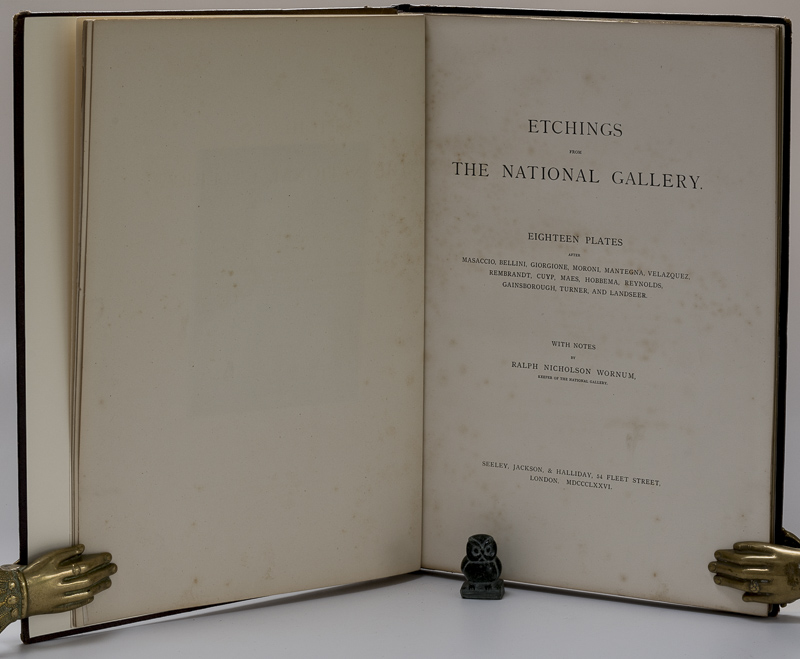 ETCHINGS
FROM
THE NATIONAL GALLERY.
EIGHTEEN PLATES
AFTER
MASACCIO, BELLINI, GIORGIONE, MORONI, MANTEGNA, VELAZQUEZ,
REMBRANDT, CUYP, MAES, HOBBEMA, REYNOLDS,
GAINSBOROUGH, TURNER, AND LANDSEER.
WITH NOTES
BY
RALPH NICHOLSON WORNUM,
KEEPER OF THE NATIONAL GALLERY.
SEELEY, JACKSON, & HALLIDAY, 54 FLEET STREET,
LONDON. MDCCCLXXVI.